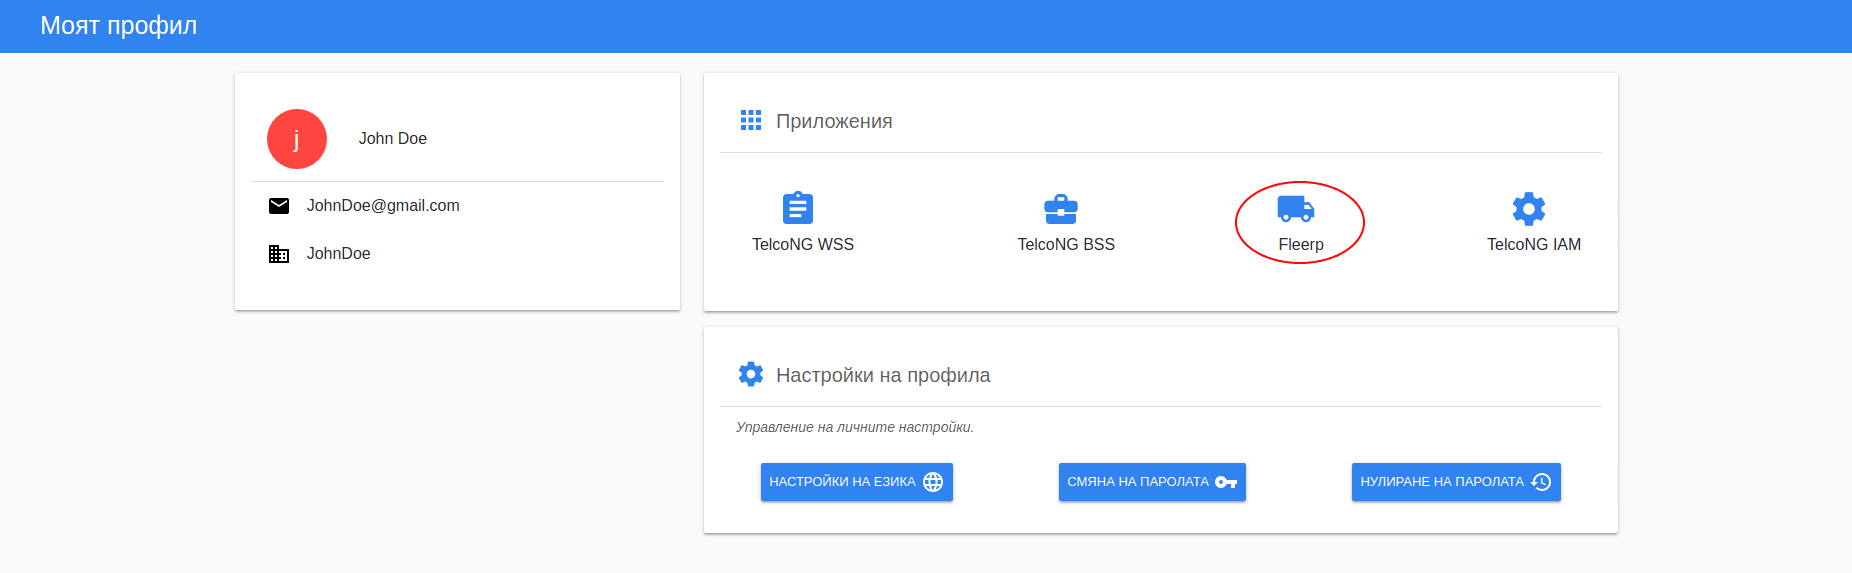 Моят профил
j
John Doe
JohnDoe@gmail.com
JohnDoe
Приложения
TelcoNG WSS
TelcoNG BSS
Fleerp
TelcoNG IAM
Настройки на профила
Управление на личните настройки.
НАСТРОЙКИ НА ЕЗИКА
СМЯНА НА ПАРОЛАТА
НУЛИРАНЕ НА ПАРОЛАТА